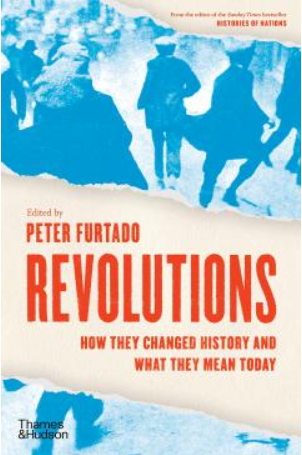 From the editor of the Sunday Times bestseller
HISTORIES OF NATIONS
Edited by
PETER FURTADO
REVOLUTIONS
HOW THEY CHANGED HISTORY AND
WHAT THEY MEAN TODAY
Thames
&Hudson